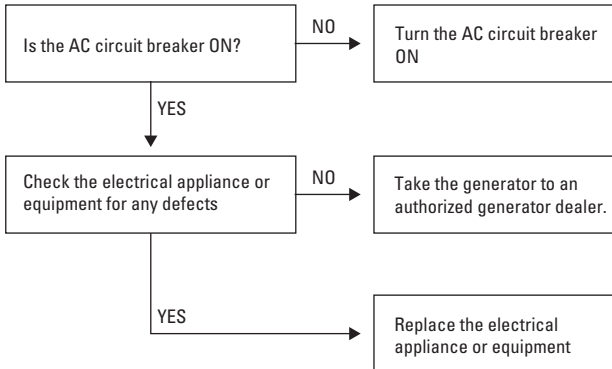 Is the AC circuit breaker ON?
NO
Turn the AC circuit breaker
ON
YES
Check the electrical appliance or
equipment for any defects
NO
Take the generator to an
authorized generator dealer.
YES
Replace the electrical
appliance or equipment